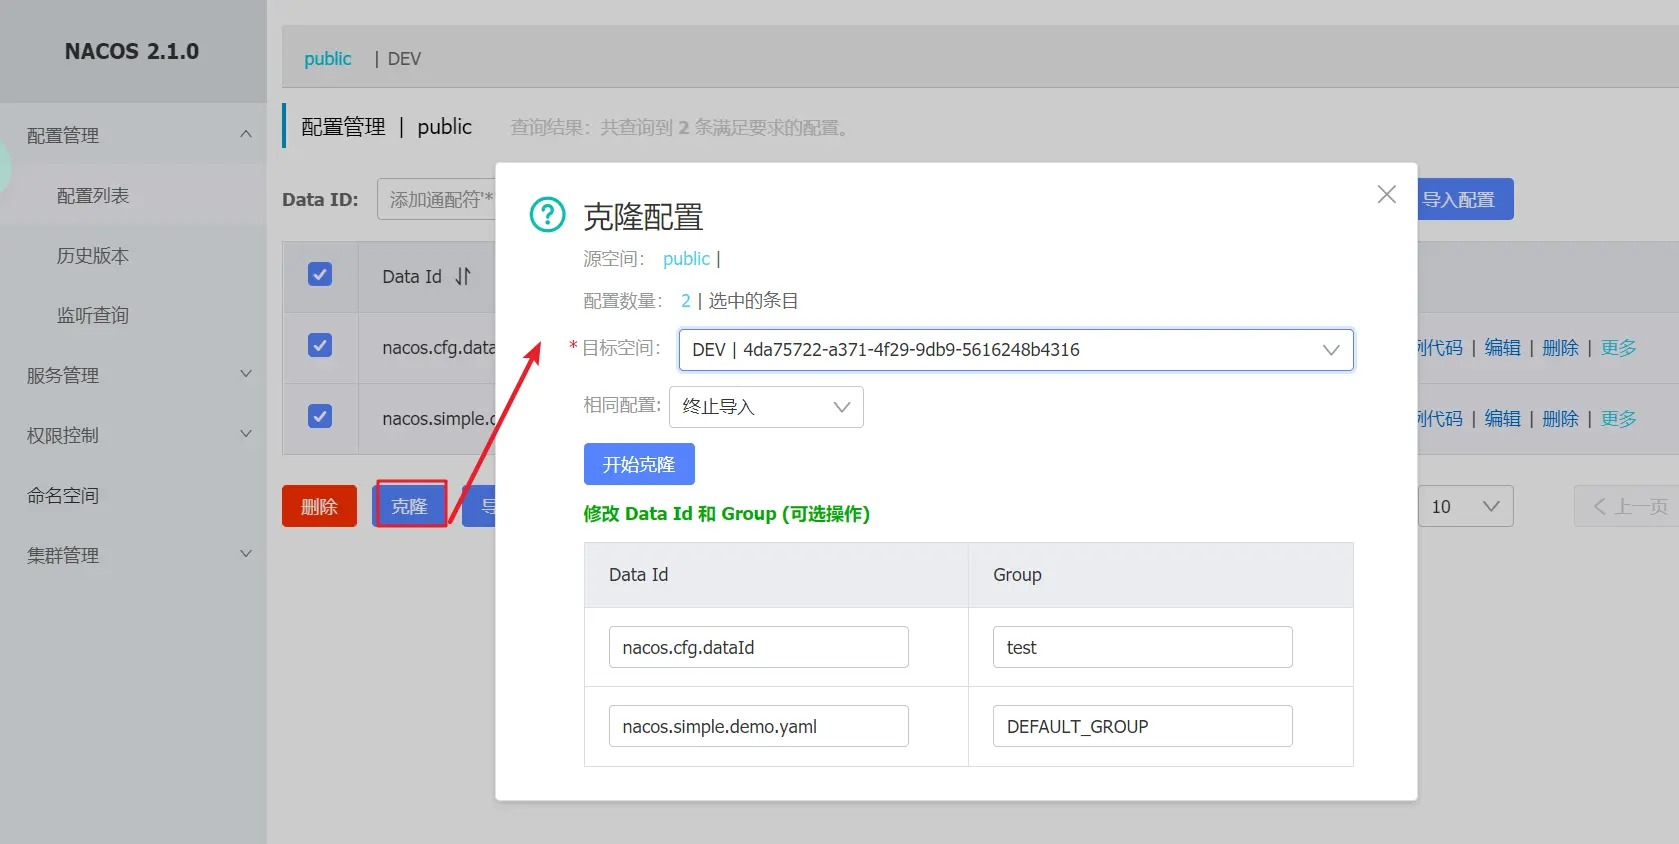 NACOS 2.1.0
配置管理
配置列表
历史版本
监听查询
服务管理
权限控制
命名空间
集群管理
public | DEV
配置管理 | public 查询结果：共查询到 2 条满足要求的配置。
Data ID: 添加通配符'*
导入配置
Data Id
nacos.cfg.data
例代码 | 编辑 | 删除 | 更多
nacos.simple.d
例代码 | 编辑 | 删除 | 更多
删除 克隆 导
10
上一页
克隆配置
源空间： public |
配置数量： 2 | 选中的条目
* 目标空间： DEV | 4da75722-a371-4f29-9db9-5616248b4316
相同配置: 终止导入
开始克隆
修改 Data Id 和 Group (可选操作)
Data Id Group
nacos.cfg.dataId test
nacos.simple.demo.yaml DEFAULT_GROUP